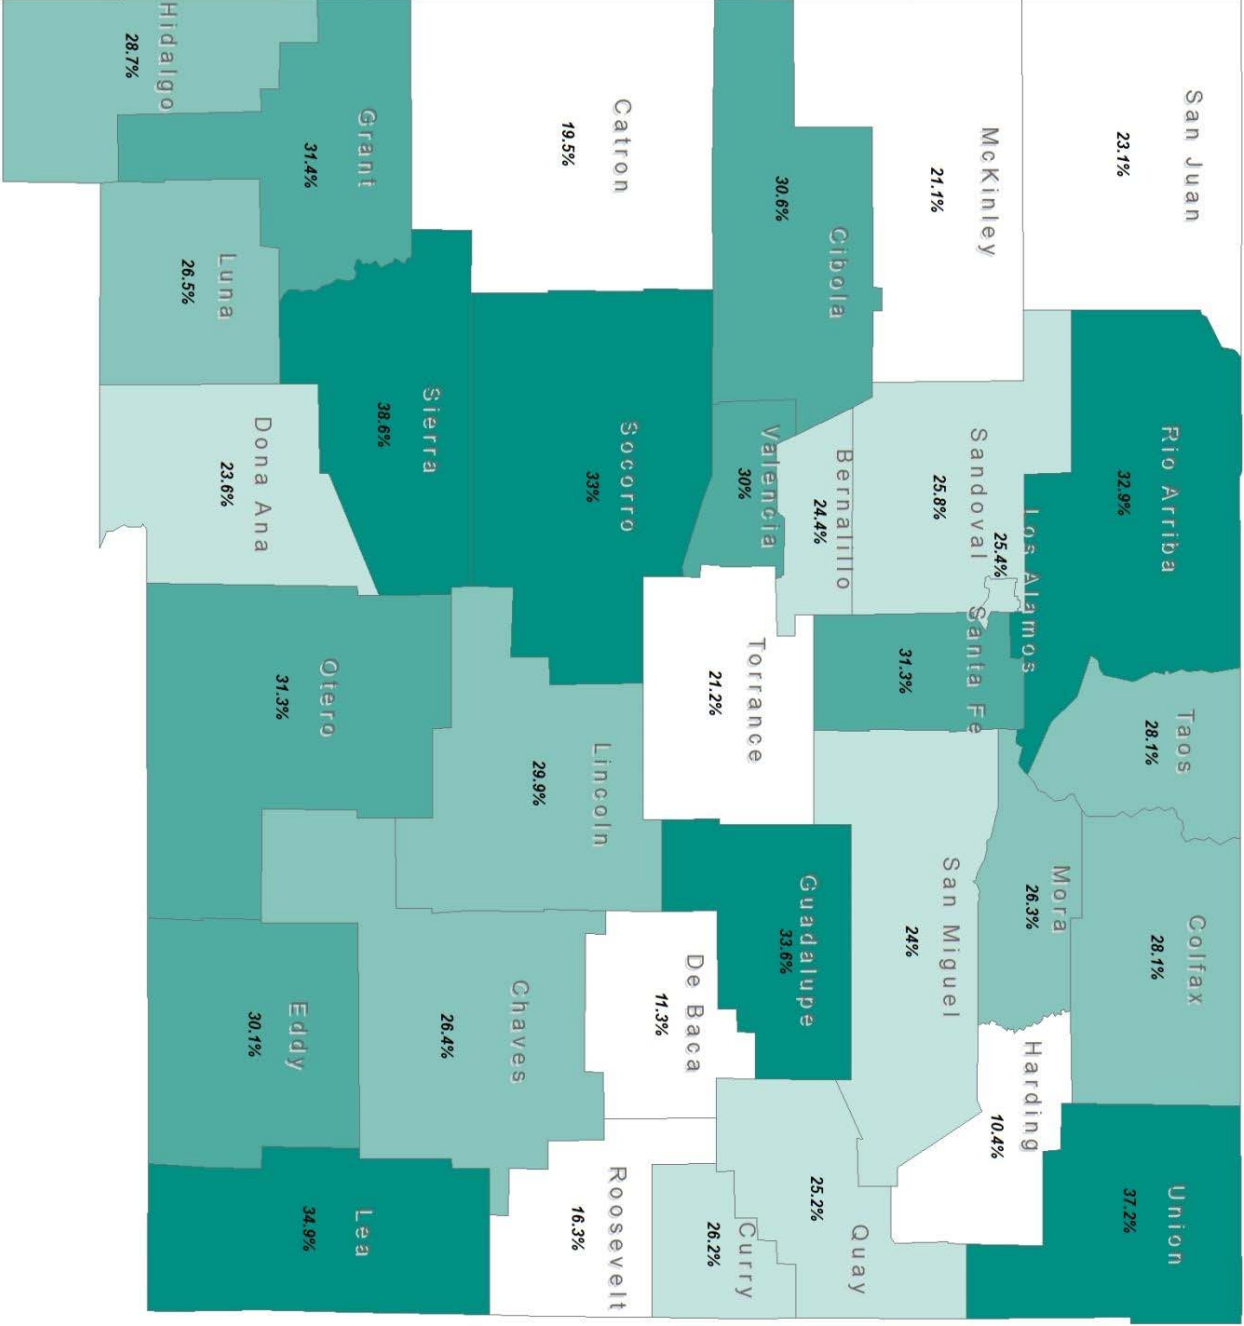 San Juan
23.1%
Rio Arriba
32.9%
Taos
28.1%
Colfax
28.1%
Union
37.2%
McKinley
21.1%
Sandoval
25.8%
Los Alamos
25.4%
Santa Fe
31.3%
Mora
26.3%
Harding
10.4%
San Miguel
24%
Cibola
30.6%
Bernalillo
24.4%
Valencia
30%
Torrance
21.2%
Guadalupe
33.6%
Quay
25.2%
Curry
26.2%
De Baca
11.3%
Roosevelt
16.3%
Catron
19.5%
Socorro
33%
Lincoln
29.9%
Chaves
26.4%
Sierra
38.6%
Grant
31.4%
Otero
31.3%
Eddy
30.1%
Lea
34.9%
Luna
26.5%
Dona Ana
23.6%
Hidalgo
28.7%